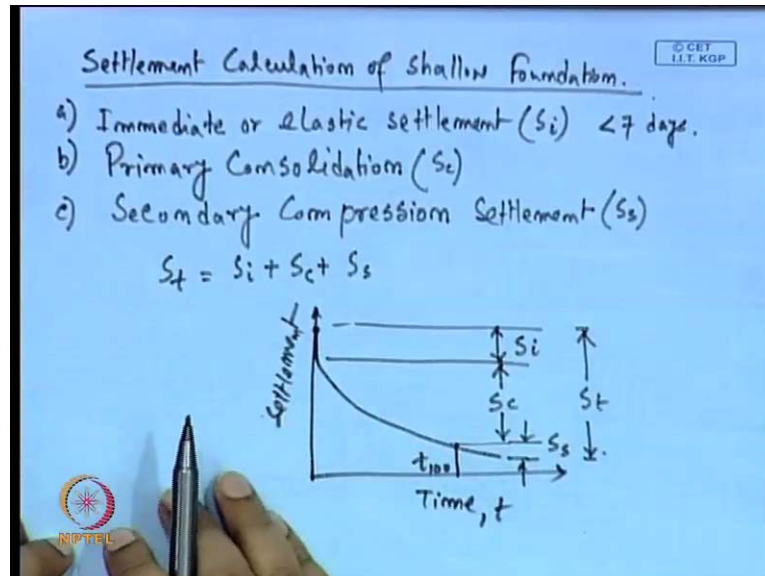 Settlement Calculation of Shallow Foundation.
© CET
I.I.T. KGP
a) Immediate or elastic settlement (Si) <7 days.
b) Primary Consolidation (Sc)
c) Secondary Compression Settlement (Ss)
St = Si + Sc + Ss
Settlement
Si
Sc
St
Ss
t100
Time, t
NPTEL